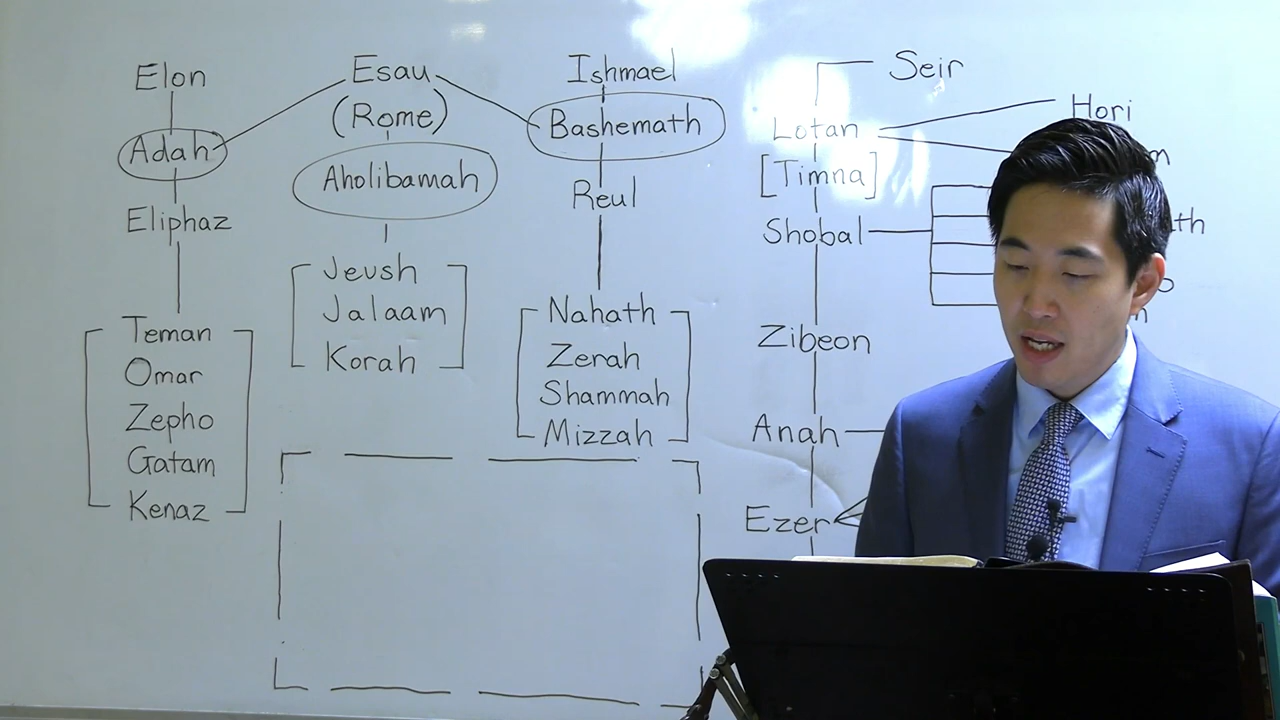 Elon
Adah
Eliphaz
Teman
Omar
Zepho
Gatam
Kenaz
Esau
(Rome)
Aholibamah
Jeush
Jalaam
Korah
Ishmael
Bashemath
Reul
Nahath
Zerah
Shammah
Mizzah
Seir
Lotan
[Timna]
Shobal
Zibeon
Anah
Ezer
Hori